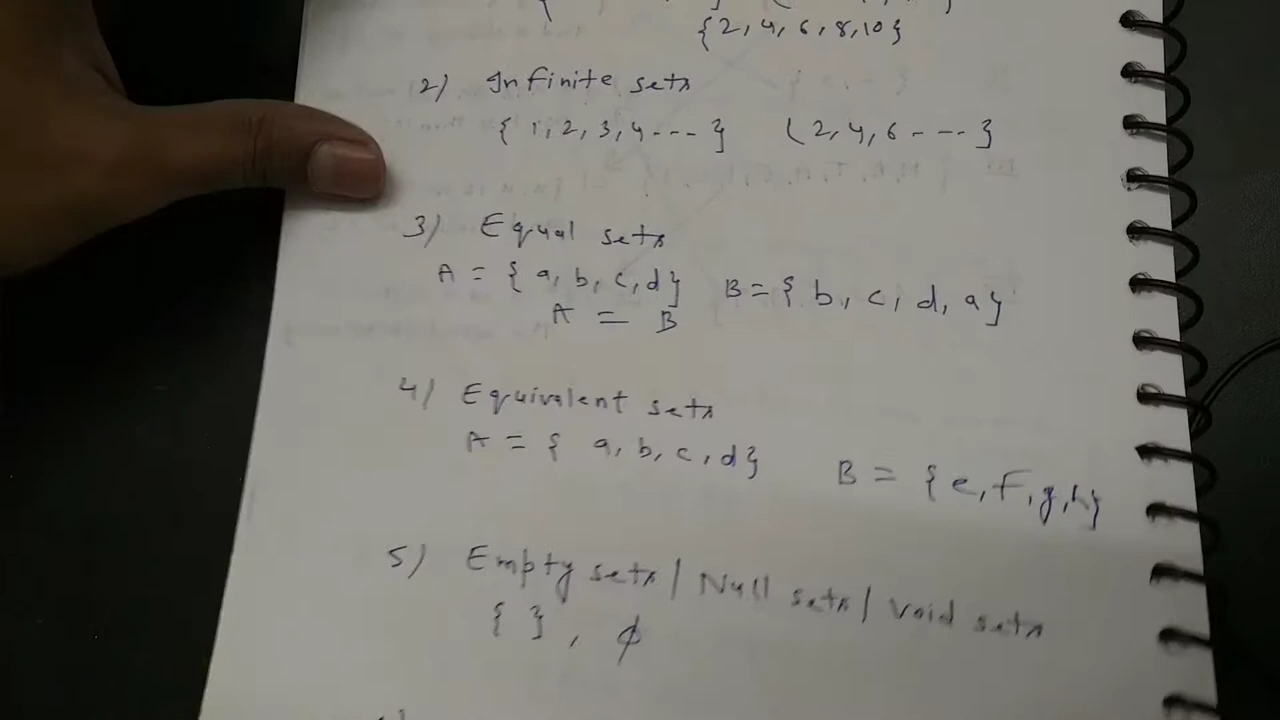 {2, 4, 6, 8, 10}
2) Infinite sets
{ 1, 2, 3, 4 --- } ( 2, 4, 6 - -- }
3) Equal sets
A = { a, b, c, d} B = { b, c, d, a}
A = B
4) Equivalent sets
A = { a, b, c, d} B = { e, F, g, h}
5) Empty sets / Null sets / Void sets
{ } , ϕ